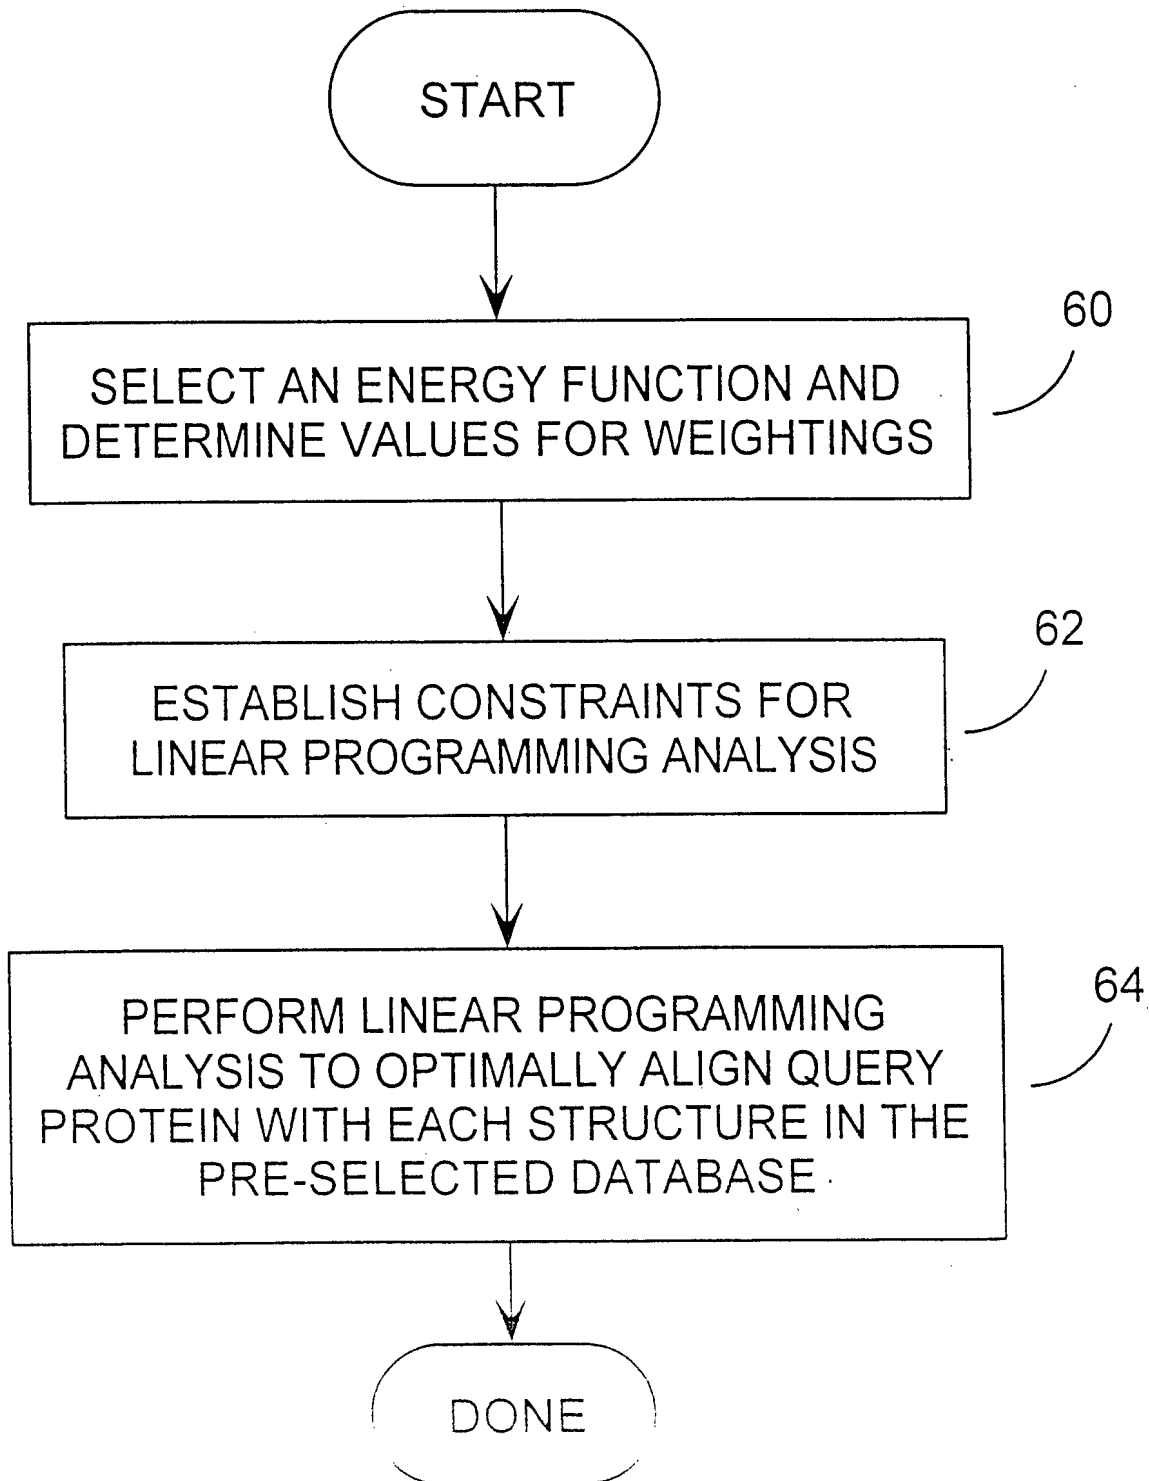 START
60
SELECT AN ENERGY FUNCTION AND
DETERMINE VALUES FOR WEIGHTINGS
62
ESTABLISH CONSTRAINTS FOR
LINEAR PROGRAMMING ANALYSIS
64
PERFORM LINEAR PROGRAMMING
ANALYSIS TO OPTIMALLY ALIGN QUERY
PROTEIN WITH EACH STRUCTURE IN THE
PRE-SELECTED DATABASE
DONE